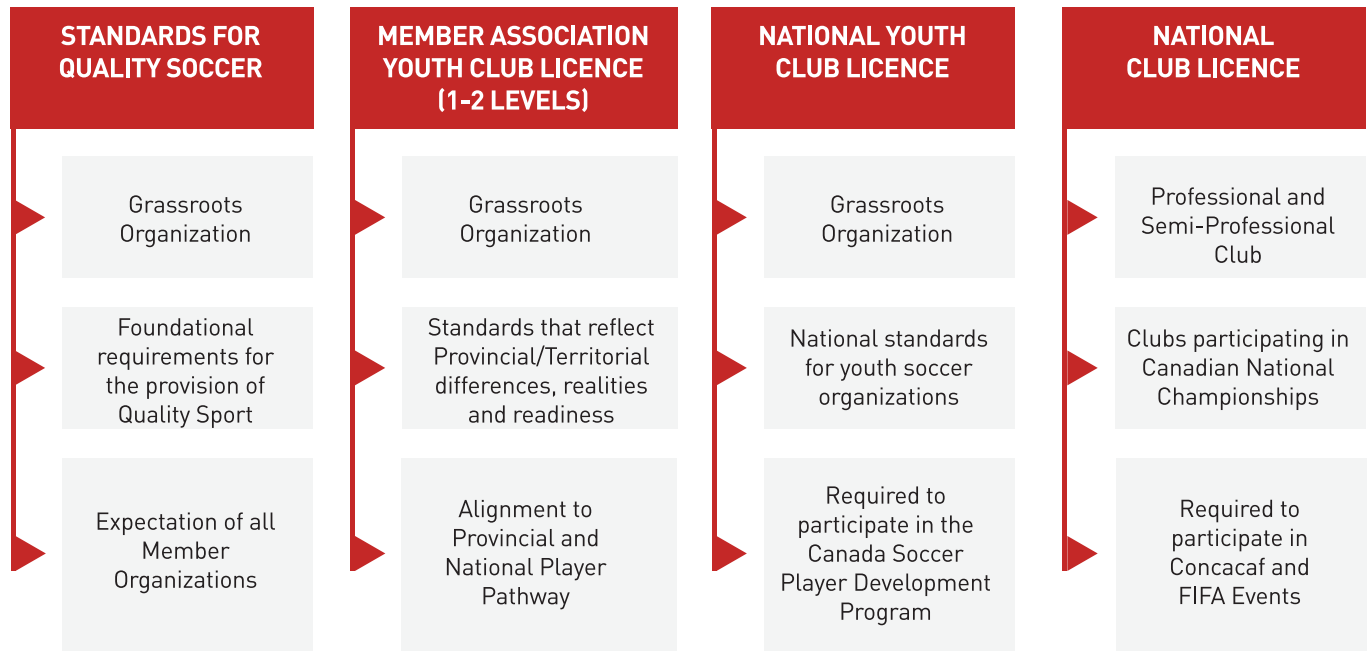 STANDARDS FOR
QUALITY SOCCER
Grassroots
Organization
Foundational
requirements for
the provision of
Quality Sport
Expectation of all
Member
Organizations
MEMBER ASSOCIATION
YOUTH CLUB LICENCE
(1-2 LEVELS)
Grassroots
Organization
Standards that reflect
Provincial/Territorial
differences, realities
and readiness
Alignment to
Provincial and
National Player
Pathway
NATIONAL YOUTH
CLUB LICENCE
Grassroots
Organization
National standards
for youth soccer
organizations
Required to
participate in the
Canada Soccer
Player Development
Program
NATIONAL
CLUB LICENCE
Professional and
Semi-Professional
Club
Clubs participating in
Canadian National
Championships
Required to
participate in
Concacaf and
FIFA Events